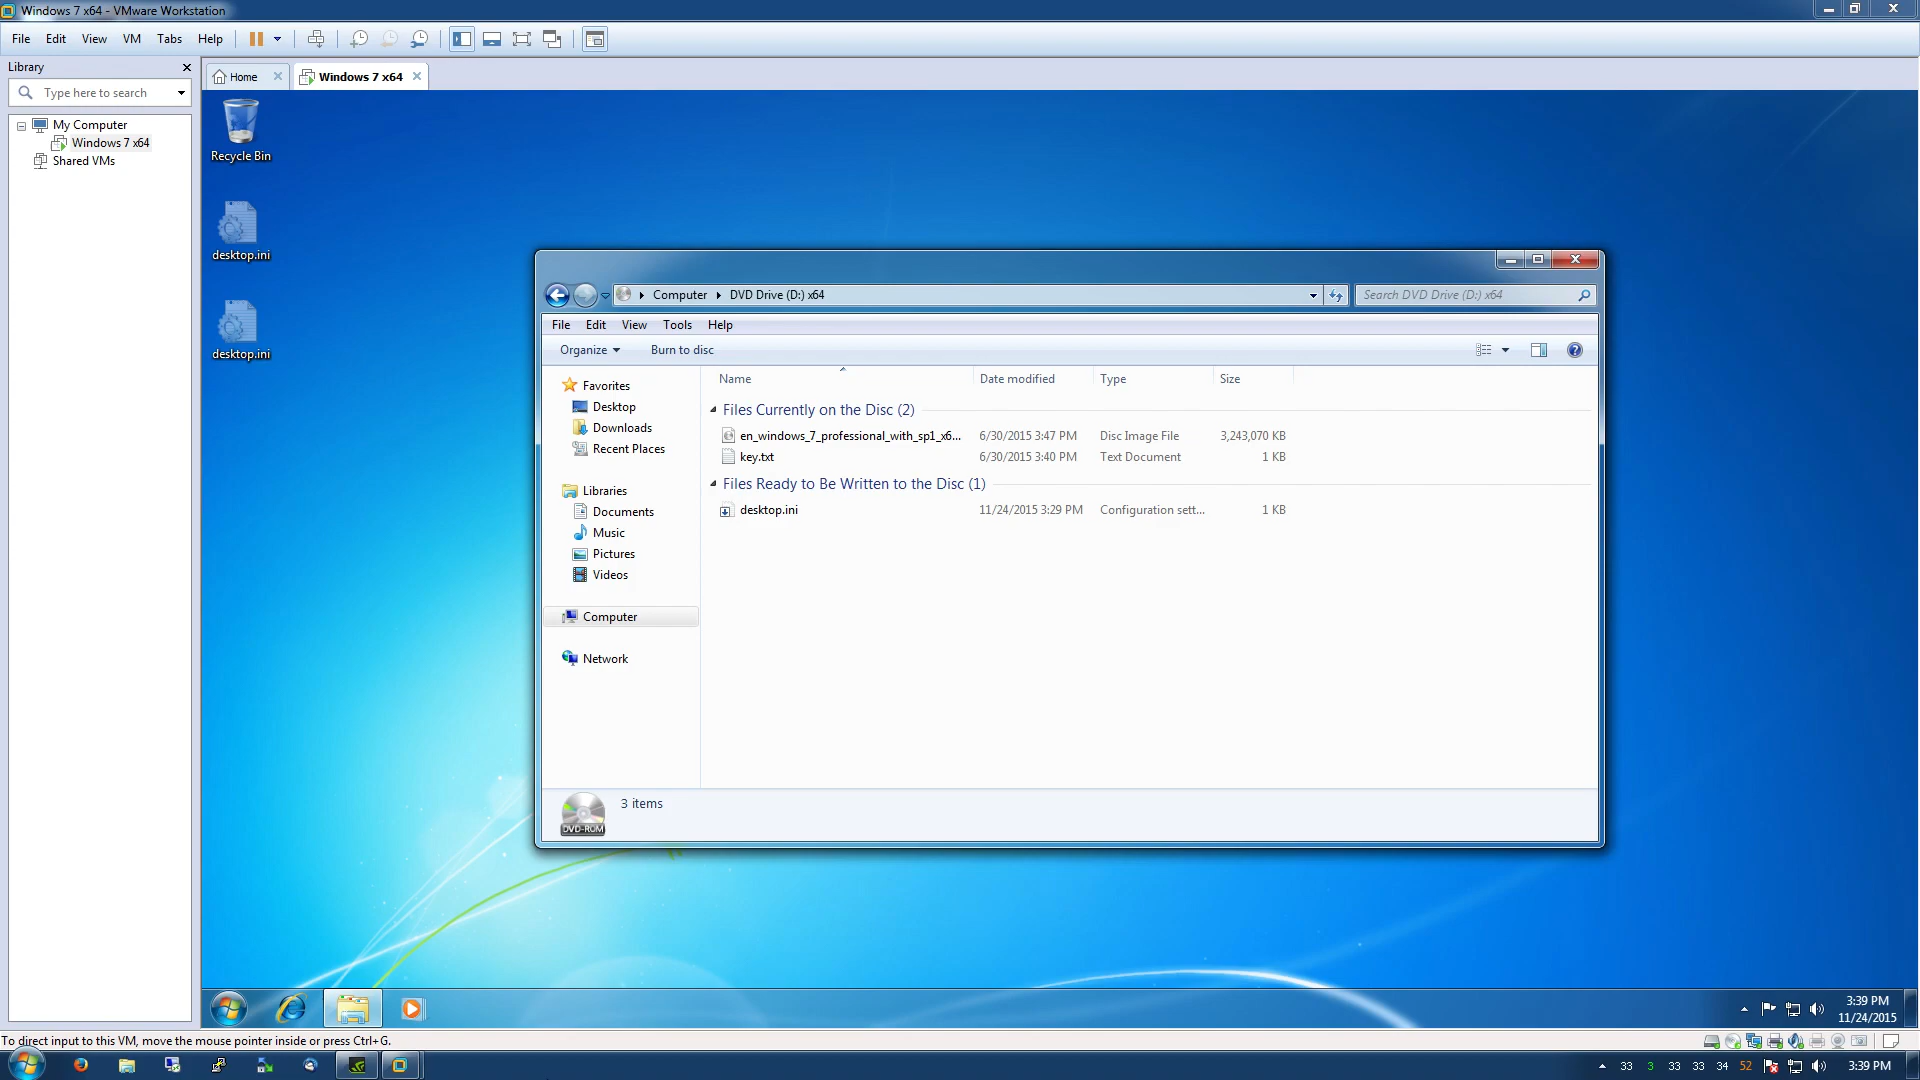 Windows 7 x64 - VMware Workstation
File Edit View VM Tabs Help
Library
Type here to search
My Computer
Windows 7 x64
Shared VMs
Home
Windows 7 x64
Recycle Bin
desktop.ini
desktop.ini
Computer DVD Drive (D:) x64
Search DVD Drive (D:) x64
File Edit View Tools Help
Organize Burn to disc
Favorites
Desktop
Downloads
Recent Places
Libraries
Documents
Music
Pictures
Videos
Computer
Network
Name Date modified Type Size
Files Currently on the Disc (2)
en_windows_7_professional_with_sp1_x6... 6/30/2015 3:47 PM Disc Image File 3,243,070 KB
key.txt 6/30/2015 3:40 PM Text Document 1 KB
Files Ready to Be Written to the Disc (1)
desktop.ini 11/24/2015 3:29 PM Configuration sett... 1 KB
DVD-ROM
3 items
3:39 PM
11/24/2015
To direct input to this VM, move the mouse pointer inside or press Ctrl+G.
33 3 33 33 34 52 3:39 PM